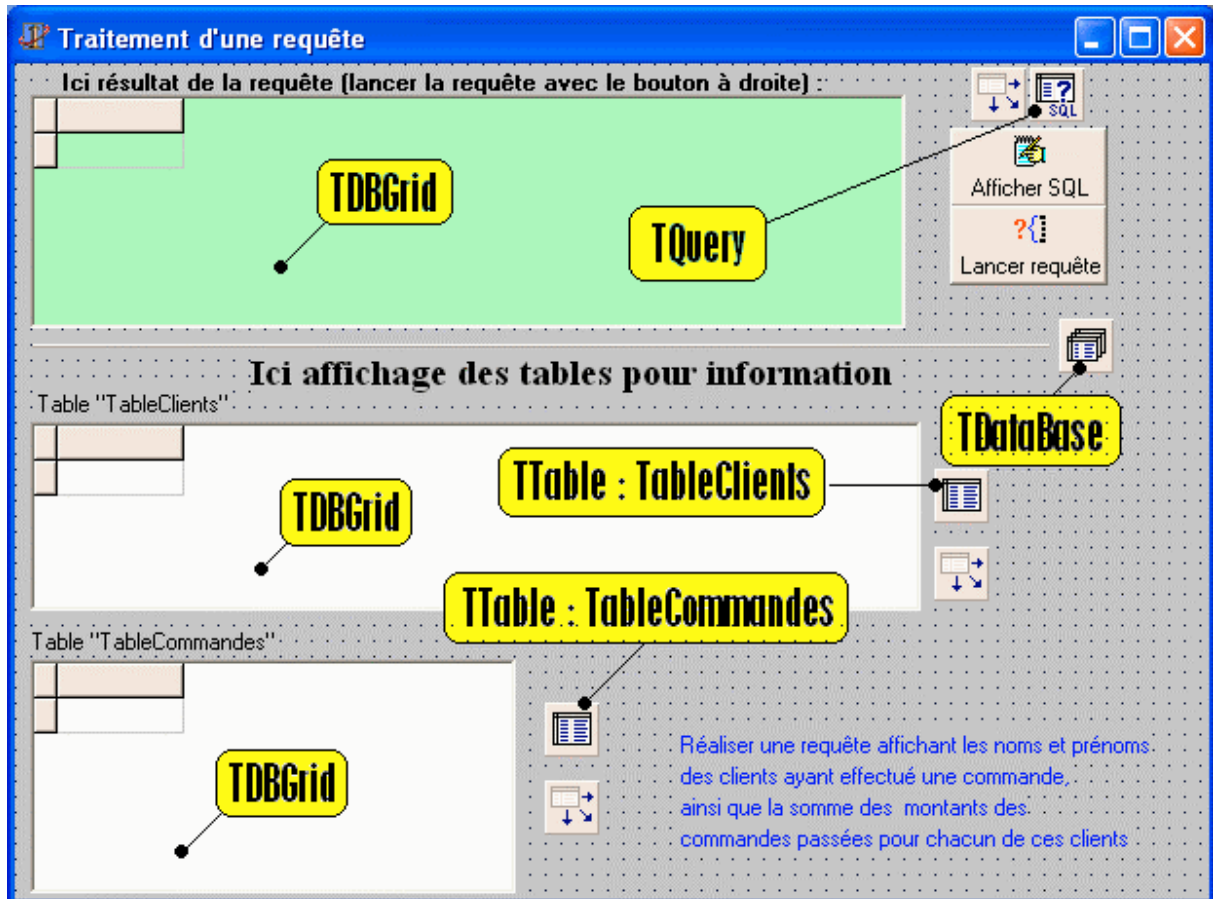 Traitement d'une requête
Ici résultat de la requête (lancer la requête avec le bouton à droite) :
SQL
TDBGrid
Afficher SQL
TQuery
Lancer requête
Ici affichage des tables pour information
Table "TableClients"
TDataBase
TTable : TableClients
TDBGrid
TTable : TableCommandes
Table "TableCommandes"
Réaliser une requête affichant les noms et prénoms
des clients ayant effectué une commande,
TDBGrid
ainsi que la somme des montants des
commandes passées pour chacun de ces clients